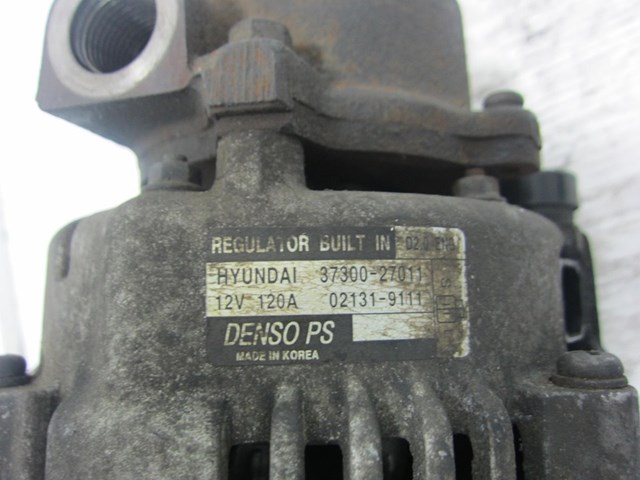 REGULATOR BUILT IN
HYUNDAI 37300-27011
12V 120A 02131-9111
DENSO PS
MADE IN KOREA